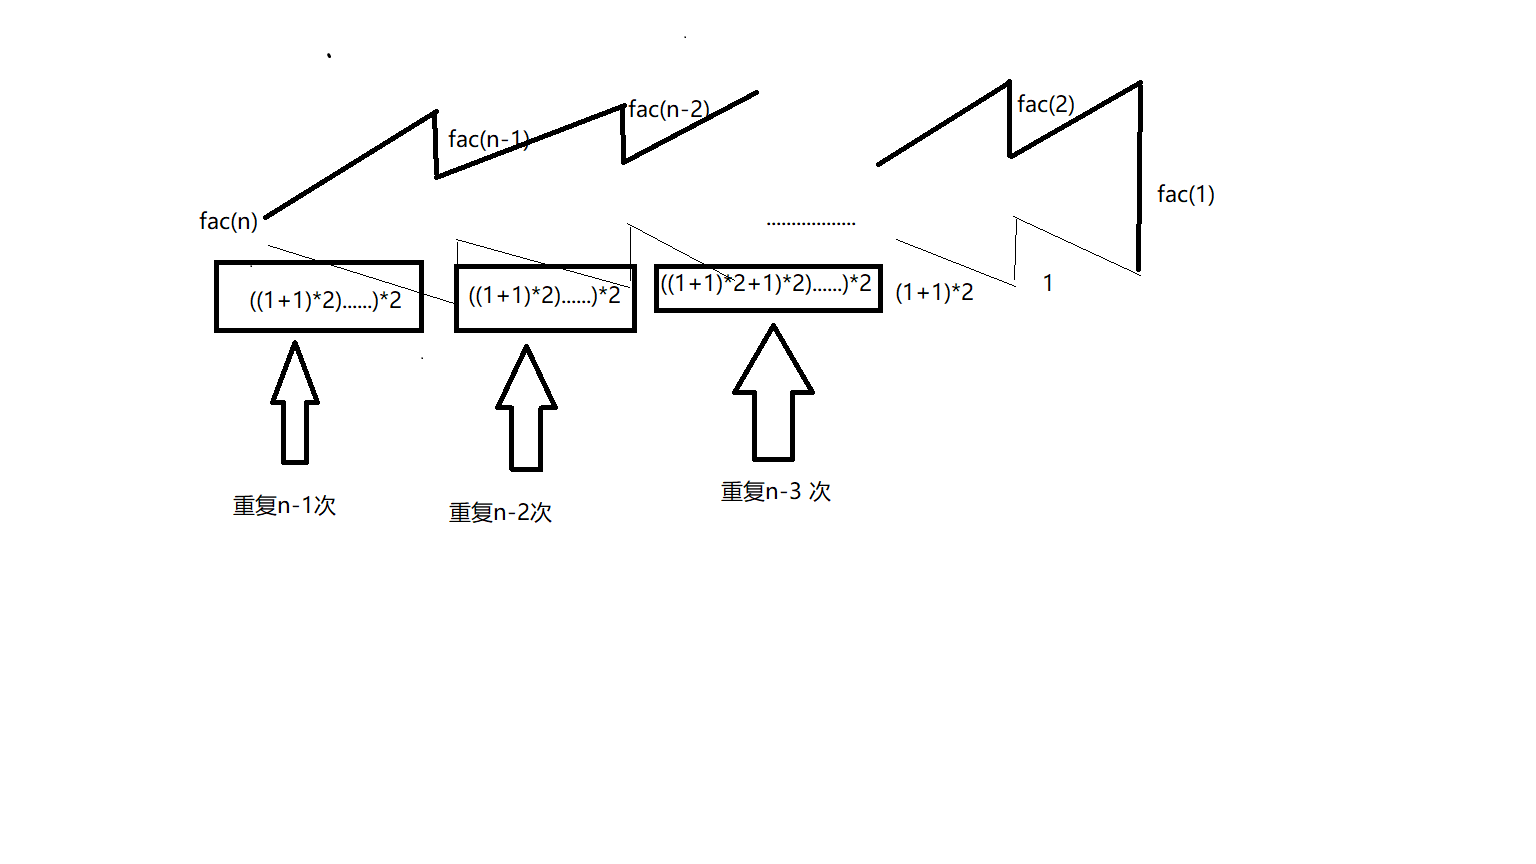 fac(n-2)
fac(2)
fac(n-1)
fac(1)
fac(n)
..................
((1+1)*2)......)*2
((1+1)*2)......)*2
((1+1)*2+1)*2)......)*2
(1+1)*2
1
重复n-1次
重复n-2次
重复n-3 次